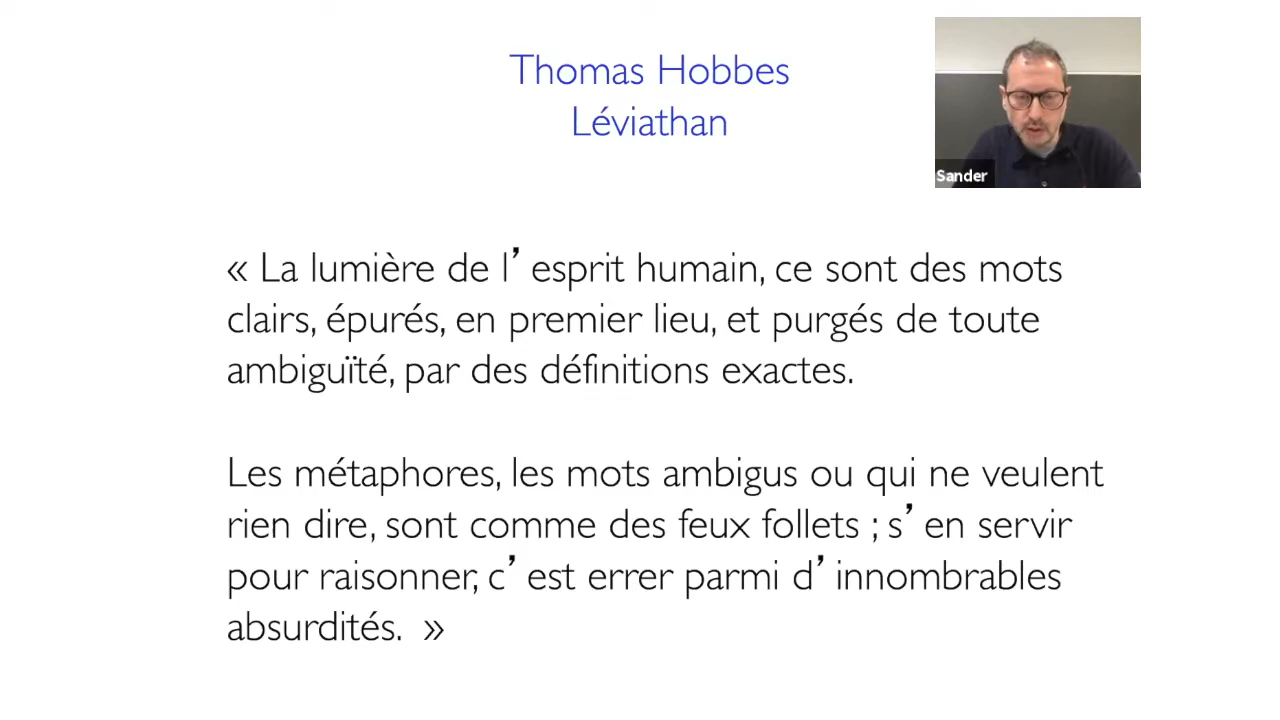 Thomas Hobbes
Léviathan
Sander
« La lumière de l’esprit humain, ce sont des mots
clairs, épurés, en premier lieu, et purgés de toute
ambiguïté, par des définitions exactes.
Les métaphores, les mots ambigus ou qui ne veulent
rien dire, sont comme des feux follets ; s’en servir
pour raisonner, c’est errer parmi d’innombrables
absurdités. »